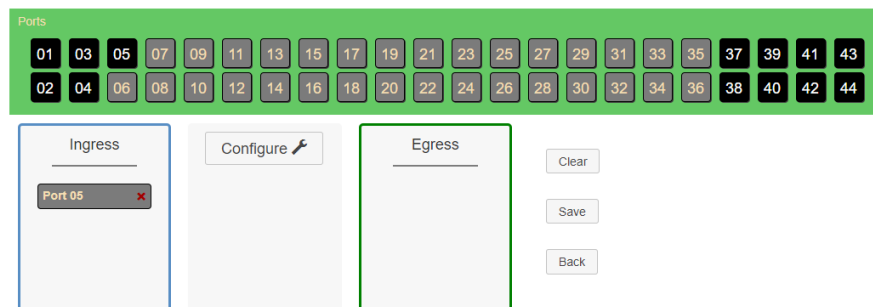 Ports
01 03 05 07 09 11 13 15 17 19 21 23 25 27 29 31 33 35 37 39 41 43
02 04 06 08 10 12 14 16 18 20 22 24 26 28 30 32 34 36 38 40 42 44
Ingress
Configure
Egress
Port 05
Clear
Save
Back